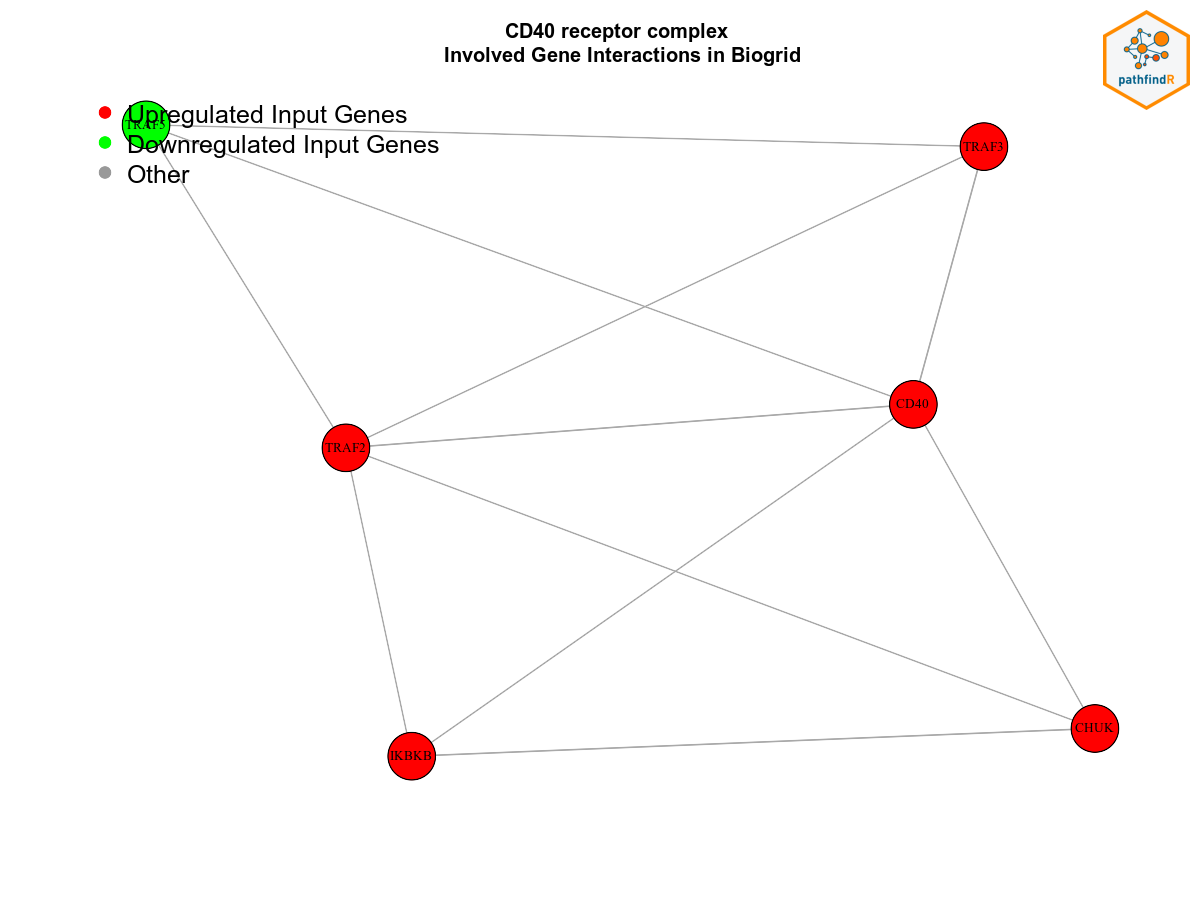 CD40 receptor complex
Involved Gene Interactions in Biogrid
pathfindR
Upregulated Input Genes
TRAF5
Downregulated Input Genes
Other
TRAF3
CD40
TRAF2
CHUK
IKBKB